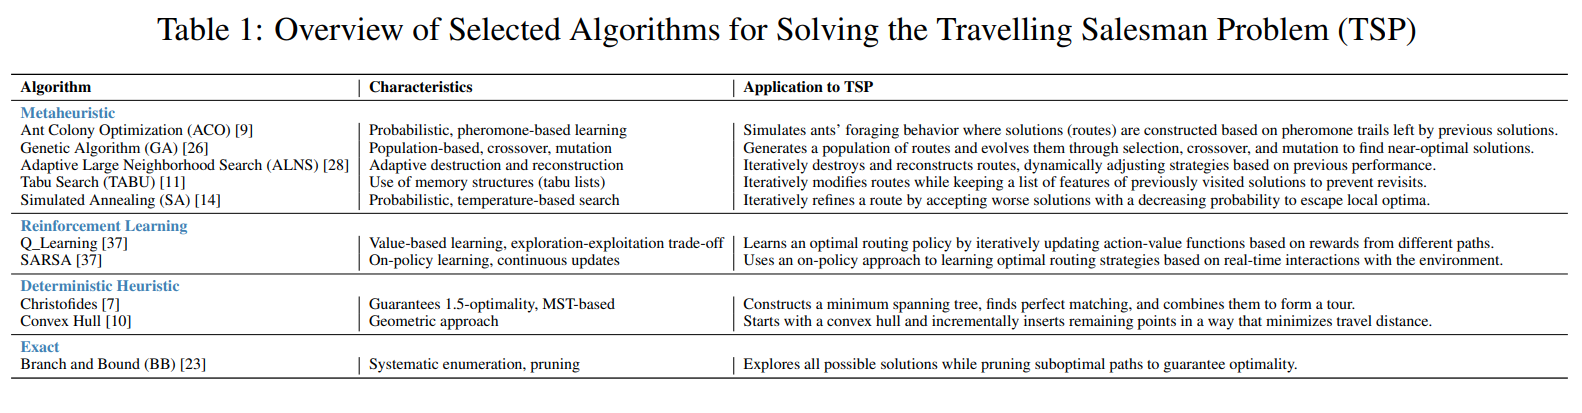 Table 1: Overview of Selected Algorithms for Solving the Travelling Salesman Problem (TSP)
Algorithm Characteristics Application to TSP
Metaheuristic
Ant Colony Optimization (ACO) [9] Probabilistic, pheromone-based learning Simulates ants' foraging behavior where solutions (routes) are constructed based on pheromone trails left by previous solutions.
Genetic Algorithm (GA) [26] Population-based, crossover, mutation Generates a population of routes and evolves them through selection, crossover, and mutation to find near-optimal solutions.
Adaptive Large Neighborhood Search (ALNS) [28] Adaptive destruction and reconstruction Iteratively destroys and reconstructs routes, dynamically adjusting strategies based on previous performance.
Tabu Search (TABU) [11] Use of memory structures (tabu lists) Iteratively modifies routes while keeping a list of features of previously visited solutions to prevent revisits.
Simulated Annealing (SA) [14] Probabilistic, temperature-based search Iteratively refines a route by accepting worse solutions with a decreasing probability to escape local optima.
Reinforcement Learning
Q_Learning [37] Value-based learning, exploration-exploitation trade-off Learns an optimal routing policy by iteratively updating action-value functions based on rewards from different paths.
SARSA [37] On-policy learning, continuous updates Uses an on-policy approach to learning optimal routing strategies based on real-time interactions with the environment.
Deterministic Heuristic
Christofides [7] Guarantees 1.5-optimality, MST-based Constructs a minimum spanning tree, finds perfect matching, and combines them to form a tour.
Convex Hull [10] Geometric approach Starts with a convex hull and incrementally inserts remaining points in a way that minimizes travel distance.
Exact
Branch and Bound (BB) [23] Systematic enumeration, pruning Explores all possible solutions while pruning suboptimal paths to guarantee optimality.